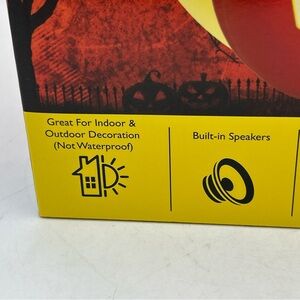 Great For Indoor &
Outdoor Decoration
(Not Waterproof)
Built-in Speakers